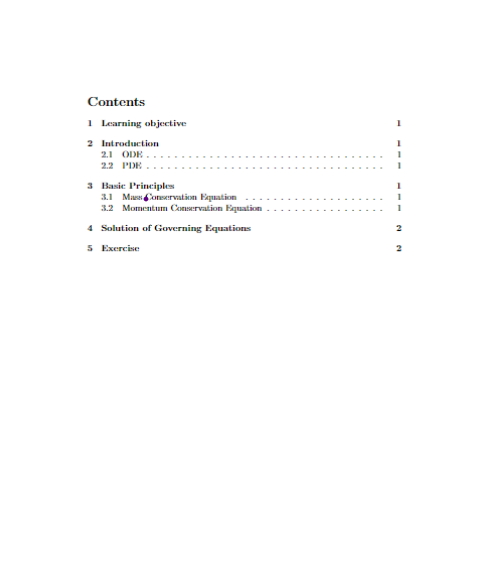 Contents
1 Learning objective 1
2 Introduction 1
2.1 ODE . . . . . . . . . . . . . . . . . . . . . . . . . . . . . . . . . . 1
2.2 PDE . . . . . . . . . . . . . . . . . . . . . . . . . . . . . . . . . . 1
3 Basic Principles 1
3.1 Mass Conservation Equation . . . . . . . . . . . . . . . . . . . . 1
3.2 Momentum Conservation Equation . . . . . . . . . . . . . . . . . 1
4 Solution of Governing Equations 2
5 Exercise 2